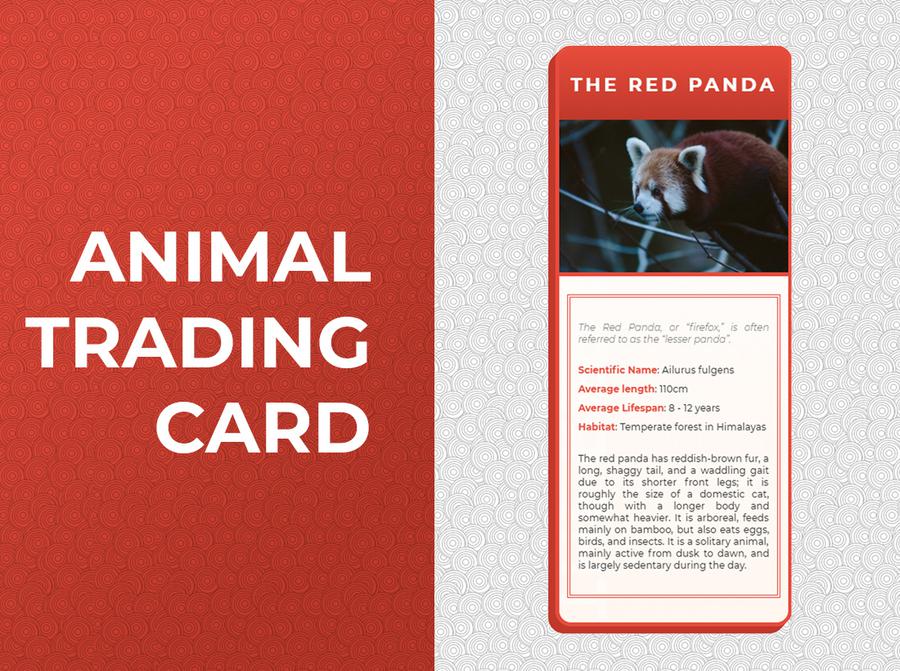 ANIMAL
TRADING
CARD
THE RED PANDA
The Red Panda, or “firefox,” is often
referred to as the “lesser panda”.
Scientific Name: Ailurus fulgens
Average length: 110cm
Average Lifespan: 8 - 12 years
Habitat: Temperate forest in Himalayas
The red panda has reddish-brown fur, a
long, shaggy tail, and a waddling gait
due to its shorter front legs; it is
roughly the size of a domestic cat,
though with a longer body and
somewhat heavier. It is arboreal, feeds
mainly on bamboo, but also eats eggs,
birds, and insects. It is a solitary animal,
mainly active from dusk to dawn, and
is largely sedentary during the day.